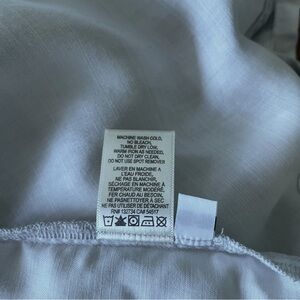 MACHINE WASH COLD,
NO BLEACH,
TUMBLE DRY LOW,
WARM IRON AS NEEDED,
DO NOT DRY CLEAN,
DO NOT USE SPOT REMOVER
LAVER EN MACHINE À
L'EAU FROIDE,
NE PAS BLANCHIR,
SÉCHAGE EN MACHINE À
TEMPÉRATURE MODÉRÉE,
FER CHAUD AU BESOIN,
NE PASNETTOYER À SEC
NE PAS UTILISER DE DÉTACHANT
RN# 133734 CA# 54517